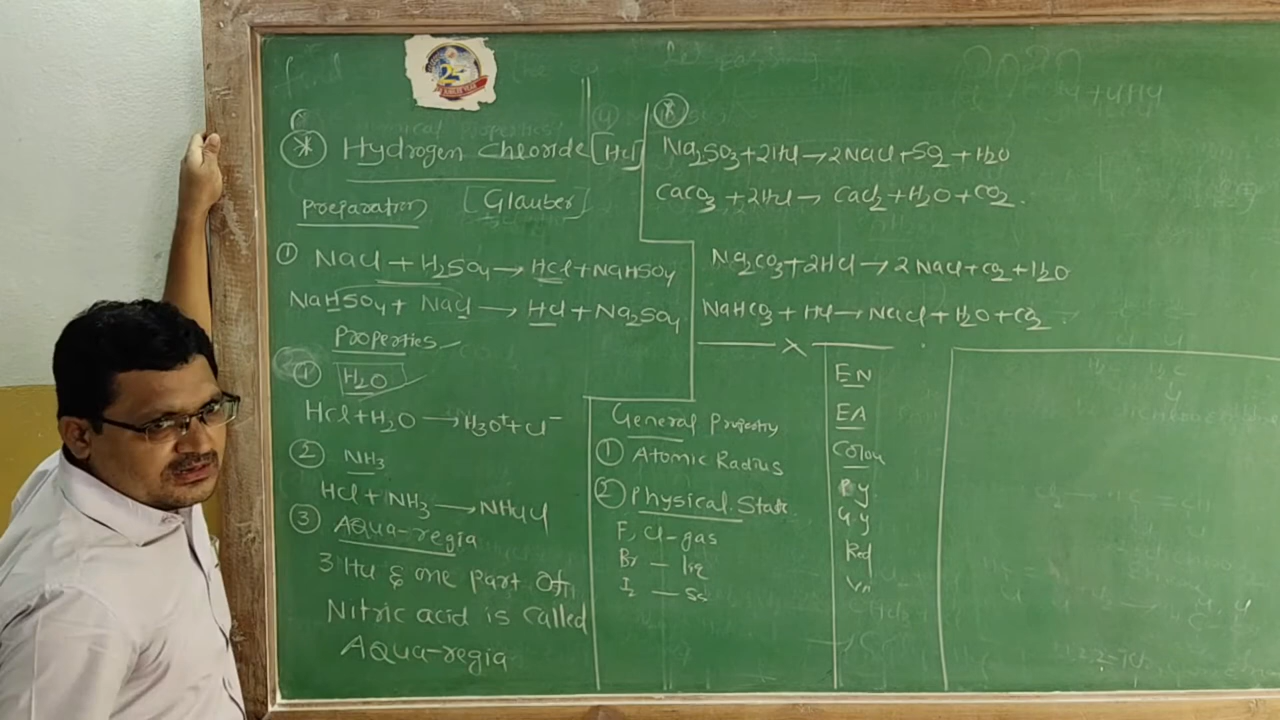 * Hydrogen Chloride [HCl]
Preparation [Glauber]
① NaCl + H2SO4 → HCl + NaHSO4
NaHSO4 + NaCl → HCl + Na2SO4
Properties
① H2O
HCl + H2O → H3O+ + Cl−
② NH3
HCl + NH3 → NH4Cl
③ Aqua-regia
3 HCl & one part of
Nitric acid is called
Aqua-regia
*
Na2SO3 + 2HCl → 2NaCl + SO2 + H2O
CaCO3 + 2HCl → CaCl2 + H2O + CO2.
Na2CO3 + 2HCl → 2NaCl + CO2 + H2O
NaHCO3 + HCl → NaCl + H2O + CO2
× 
General
① Atomic Radius
② Physical State
F, Cl - gas
Br — liq
I2 —
EN
EA
P y
G.y
Red